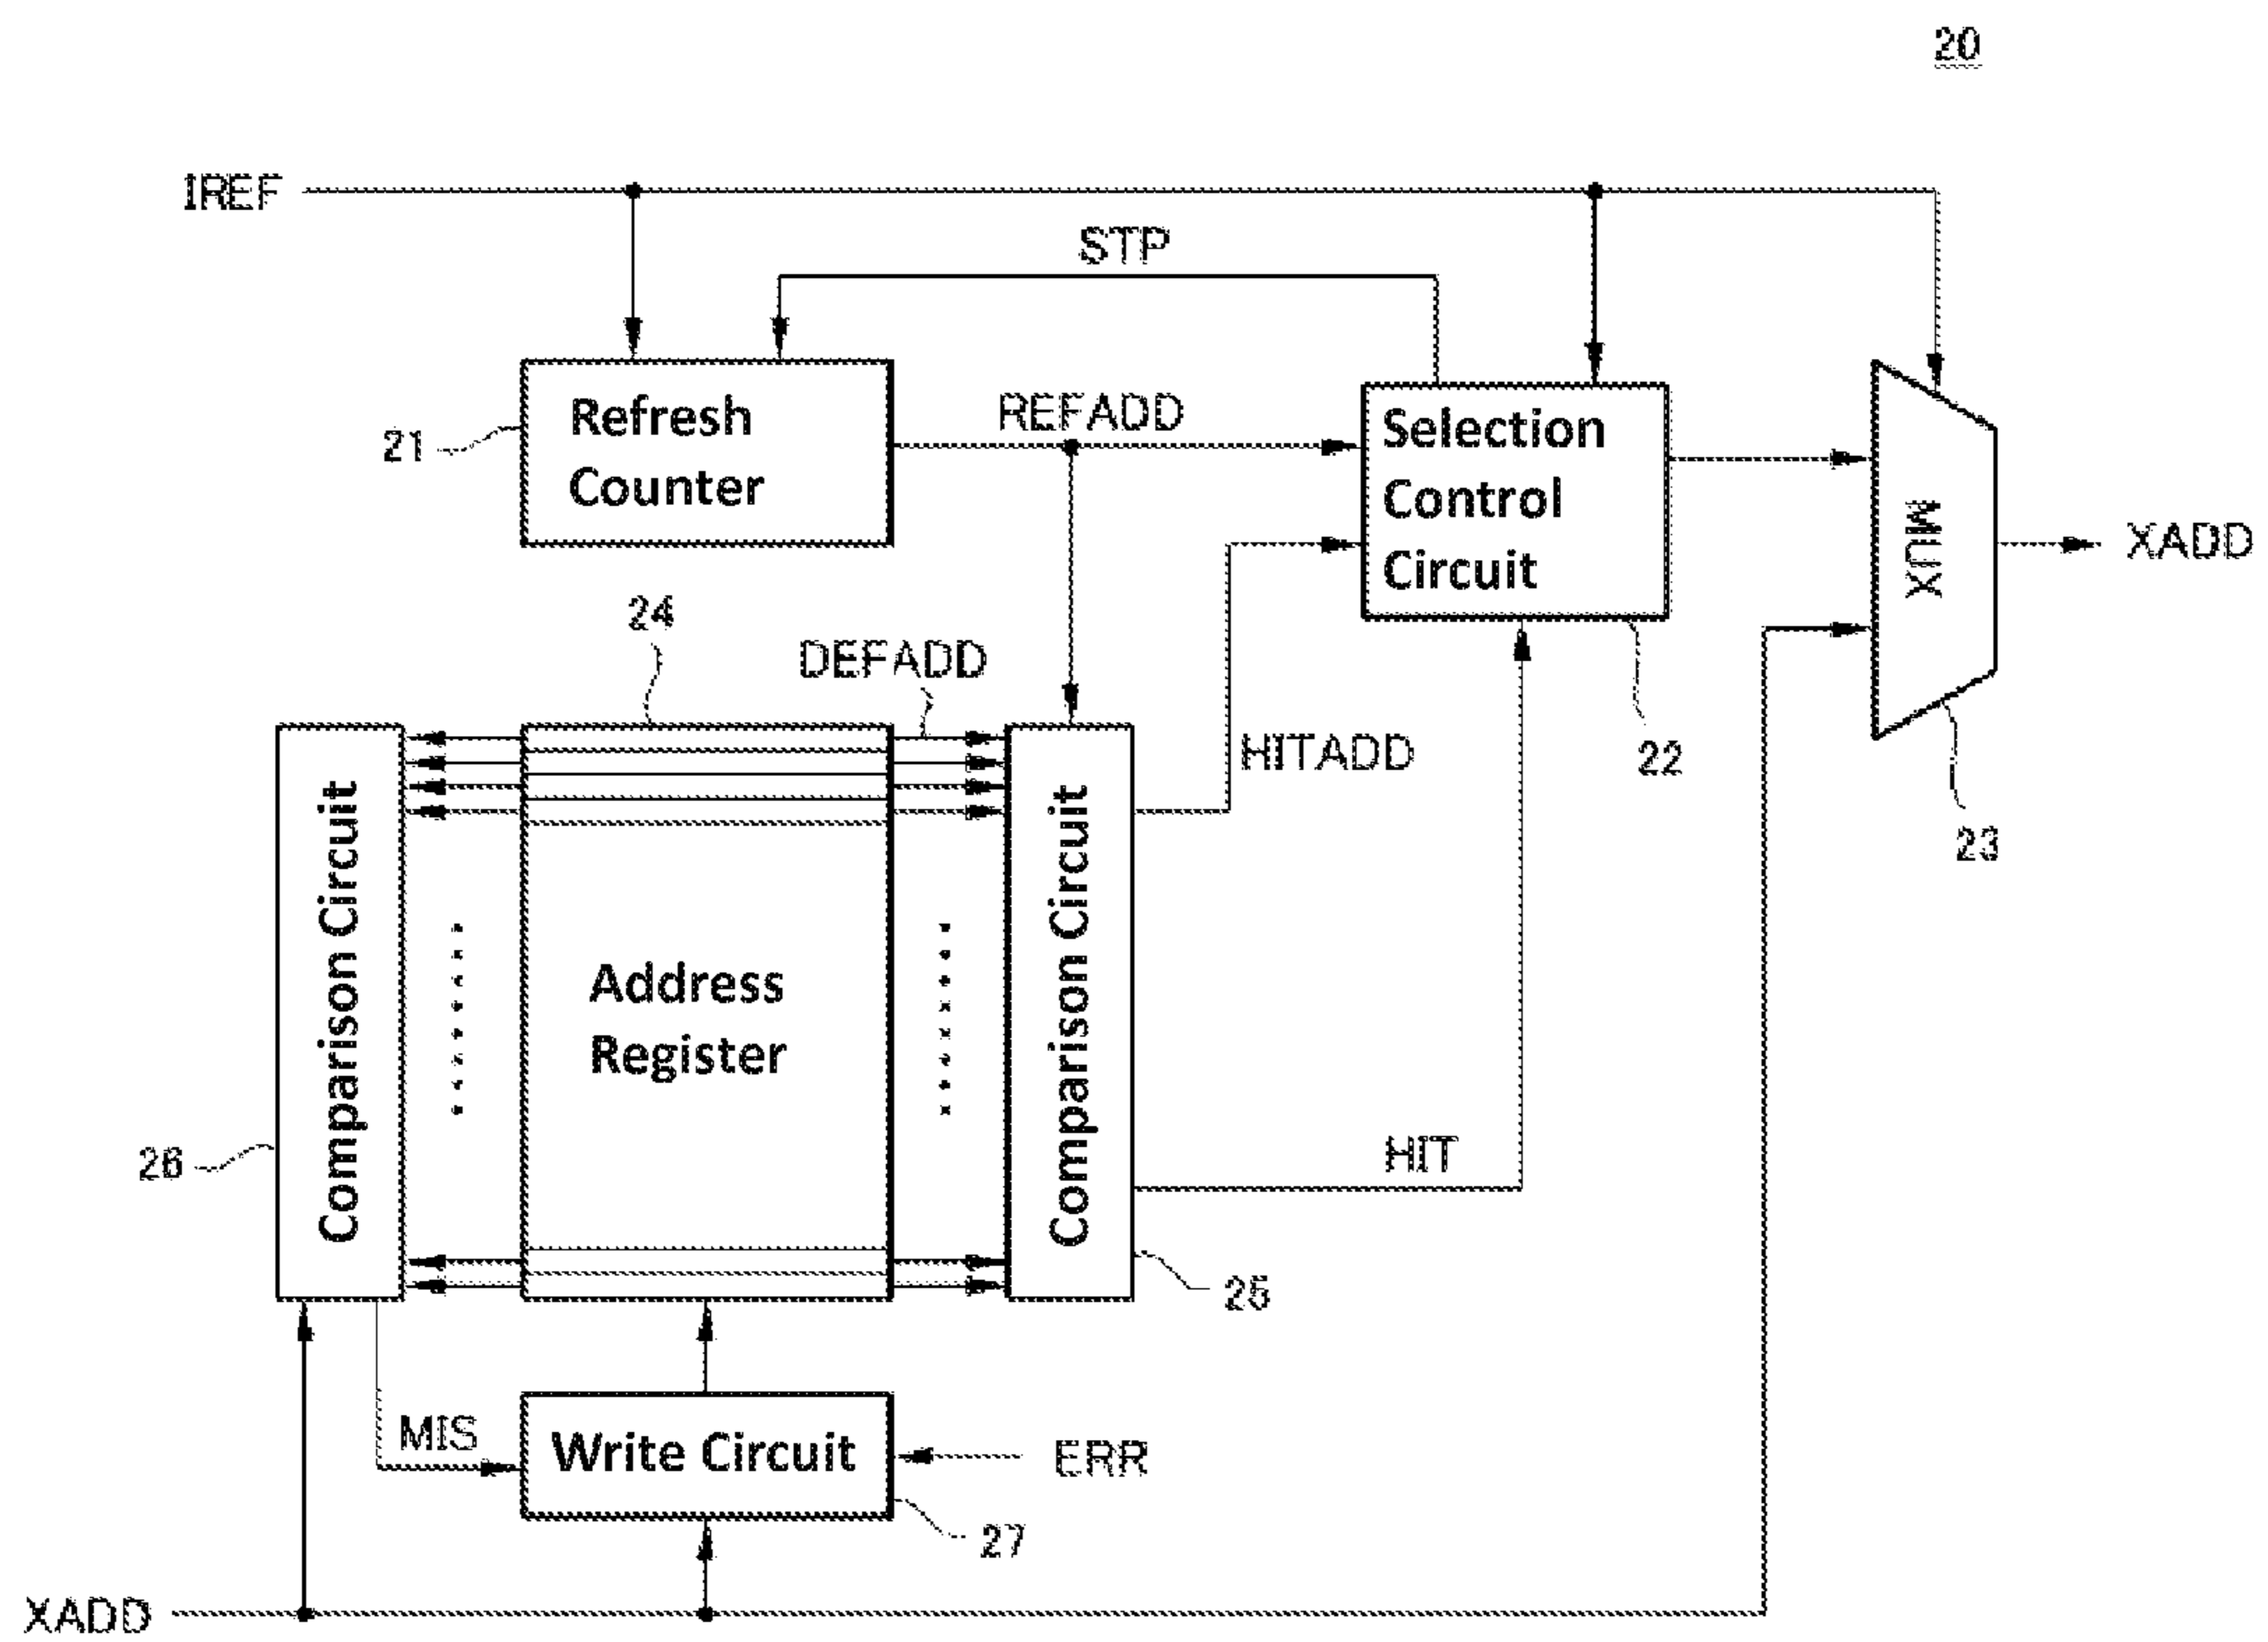 20
IREF
STP
Refresh
Counter
21
REFADD
Selection
Control
Circuit
22
MUX
23
XADD
24
DEFADD
HITADD
Comparison Circuit
26
Address
Register
Comparison Circuit
25
HIT
MIS
Write Circuit
27
ERR
XADD